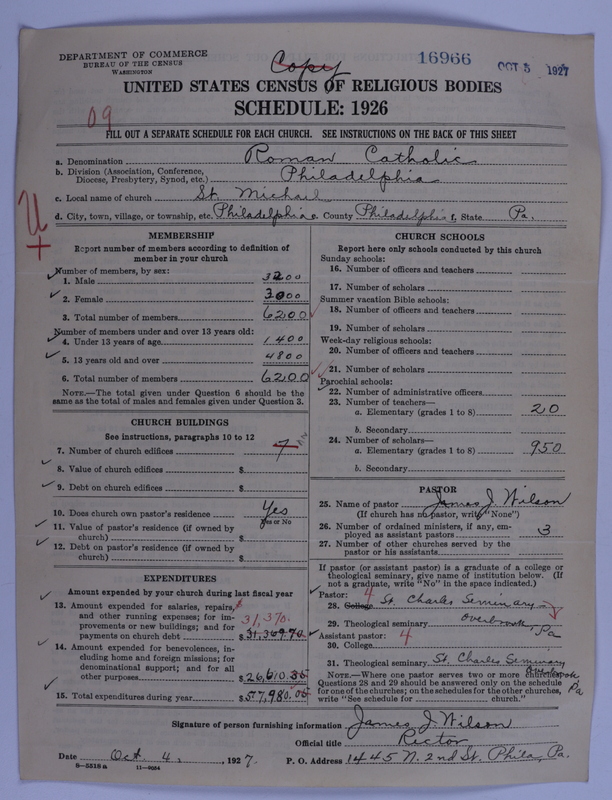 DEPARTMENT OF COMMERCE
BUREAU OF THE CENSUS
WASHINGTON
Copy
16966
OCT 5 1927
UNITED STATES CENSUS OF RELIGIOUS BODIES
SCHEDULE: 1926
09
FILL OUT A SEPARATE SCHEDULE FOR EACH CHURCH. SEE INSTRUCTIONS ON THE BACK OF THIS SHEET
a. Denomination Roman Catholic
b. Division (Association, Conference, Diocese, Presbytery, Synod, etc.) Philadelphia
c. Local name of church St. Michael
d. City, town, village, or township, etc. Philadelphia e. County Philadelphia f. State Pa.
MEMBERSHIP
Report number of members according to definition of
member in your church
Number of members, by sex:
1. Male 3200
2. Female 3000
3. Total number of members 6200
Number of members under and over 13 years old:
4. Under 13 years of age 1400
5. 13 years old and over 4800
6. Total number of members 6200
NOTE.—The total given under Question 6 should be
same as the total of males and females given under Question 3.
CHURCH BUILDINGS
See instructions, paragraphs 10 to 12
7. Number of church edifices 7
8. Value of church edifices $
9. Debt on church edifices $
10. Does church own pastor's residence Yes
Yes or No
11. Value of pastor's residence (if owned by
church) $
12. Debt on pastor's residence (if owned by
church) $
EXPENDITURES
Amount expended by your church during last fiscal year
13. Amount expended for salaries, repairs,
and other running expenses; for im- 31,370.
provements or new buildings; and for
payments on church debt $31,369.70
14. Amount expended for benevolences, in-
cluding home and foreign missions; for
denominational support; and for all
other purposes $26,610.35
15. Total expenditures during year $57,980.05
CHURCH SCHOOLS
Report here only schools conducted by this church
Sunday schools:
16. Number of officers and teachers
17. Number of scholars
Summer vacation Bible schools:
18. Number of officers and teachers
19. Number of scholars
Week-day religious schools:
20. Number of officers and teachers
21. Number of scholars
Parochial schools:
22. Number of administrative officers
23. Number of teachers—
a. Elementary (grades 1 to 8) 20
b. Secondary
24. Number of scholars—
a. Elementary (grades 1 to 8) 950
b. Secondary
PASTOR
25. Name of pastor James J. Wilson
(If church has no pastor, write "None")
26. Number of ordained ministers, if any, em-
ployed as assistant pastors 3
27. Number of other churches served by the
pastor or his assistants
If pastor (or assistant pastor) is a graduate of a college or
theological seminary, give name of institution below. (If
not a graduate, write "No" in the space indicated.)
Pastor: 4
28. College St. Charles Seminary
29. Theological seminary Overbrook, Pa
Assistant pastor: 4
30. College
31. Theological seminary St. Charles Seminary
Overbrook Pa
NOTE.—Where one pastor serves two or more churches,
Questions 28 and 29 should be answered only on the schedule
for one of the churches; on the schedules for the other churches,
write "See schedule for church."
Signature of person furnishing information James J. Wilson
Official title Rector
Date Oct. 4, 1927. P. O. Address 1445 N. 2nd St. Phila, Pa.
8—5518a 11—9664